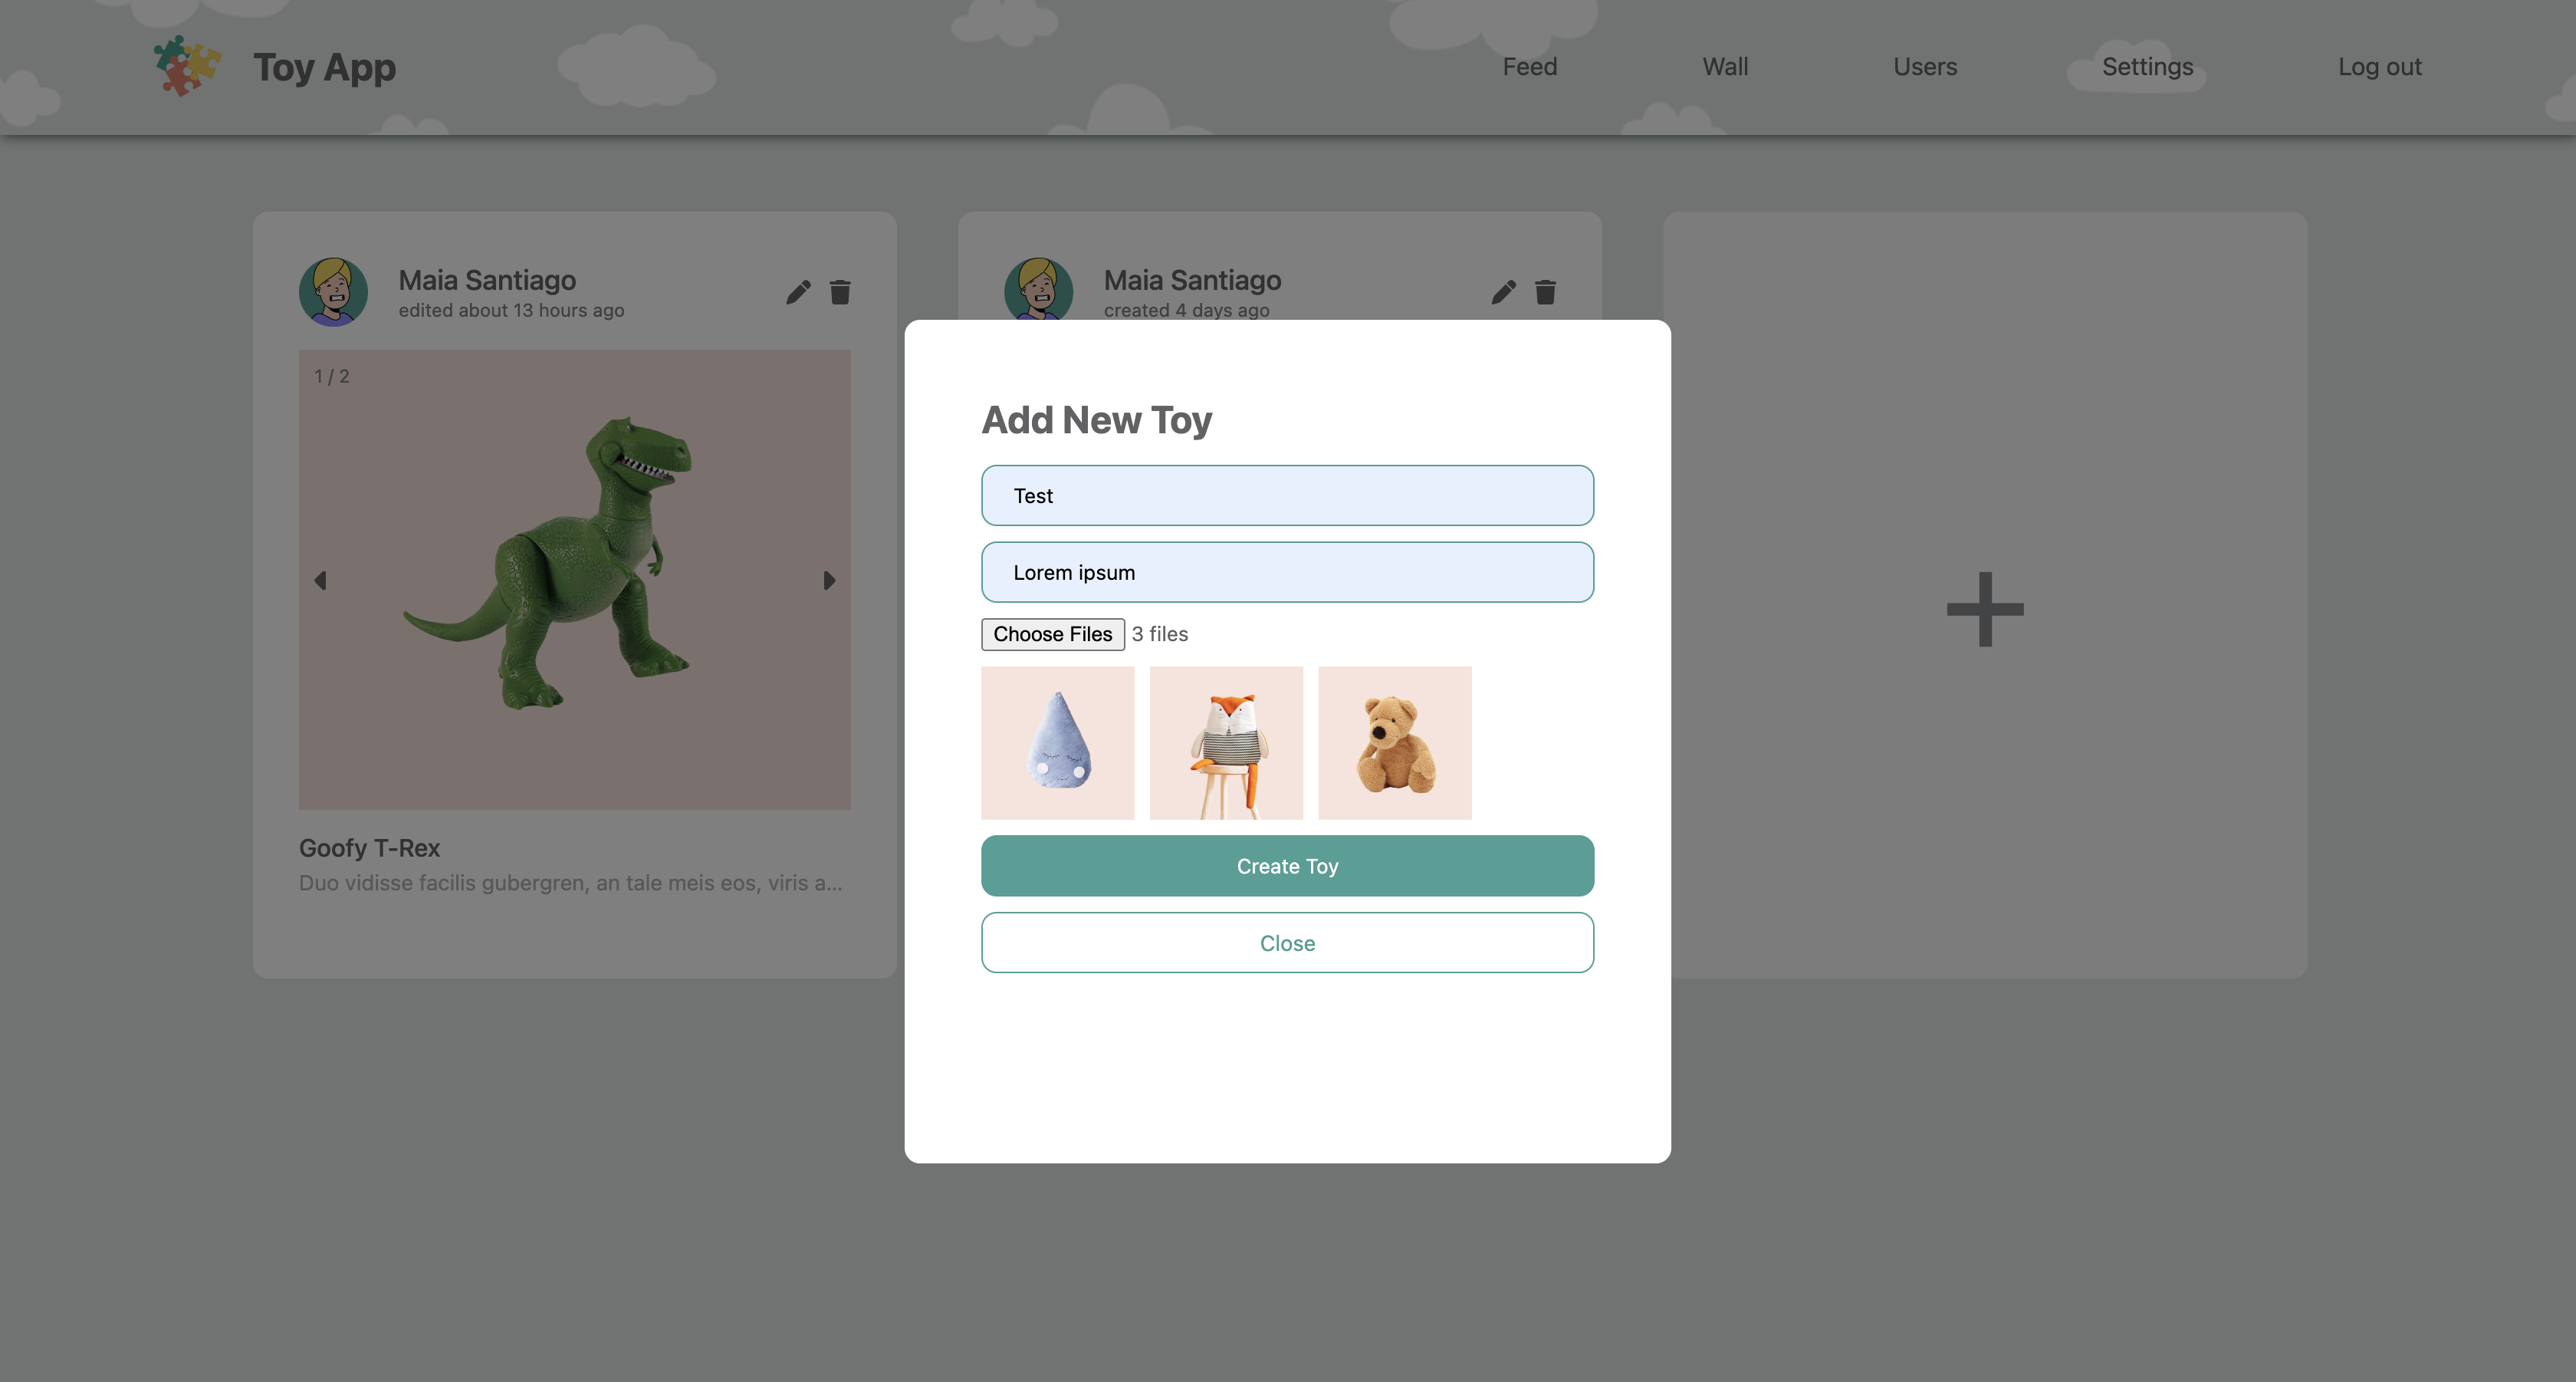 Toy App
Feed
Wall
Users
Settings
Log out
Maia Santiago
edited about 13 hours ago
1 / 2
Goofy T-Rex
Duo vidisse facilis gubergren, an tale meis eos, viris a...
Maia Santiago
created 4 days ago
Add New Toy
Test
Lorem ipsum
Choose Files 3 files
Create Toy
Close